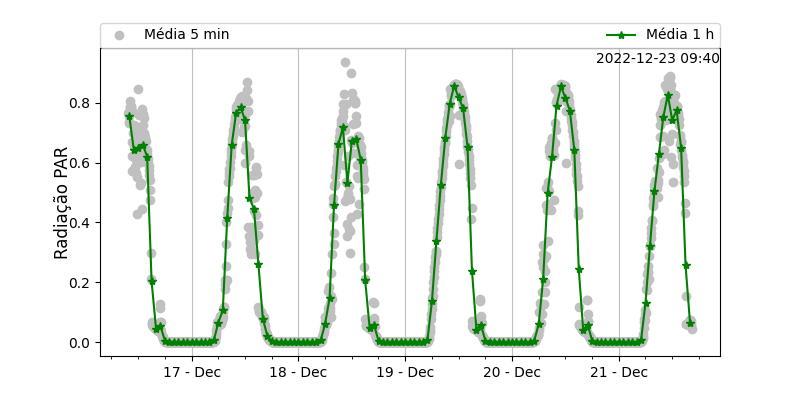 Média 5 min
Média 1 h
2022-12-23 09:40
Radiação PAR
0.8
0.6
0.4
0.2
0.0
17 - Dec
18 - Dec
19 - Dec
20 - Dec
21 - Dec